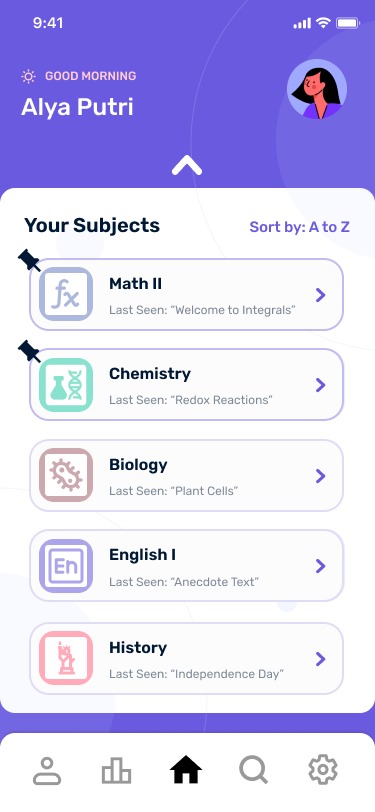 9:41
GOOD MORNING
Alya Putri
Your Subjects
Sort by: A to Z
fx
Math II
Last Seen: “Welcome to Integrals”
Chemistry
Last Seen: “Redox Reactions”
Biology
Last Seen: “Plant Cells”
En
English I
Last Seen: “Anecdote Text”
History
Last Seen: “Independence Day”